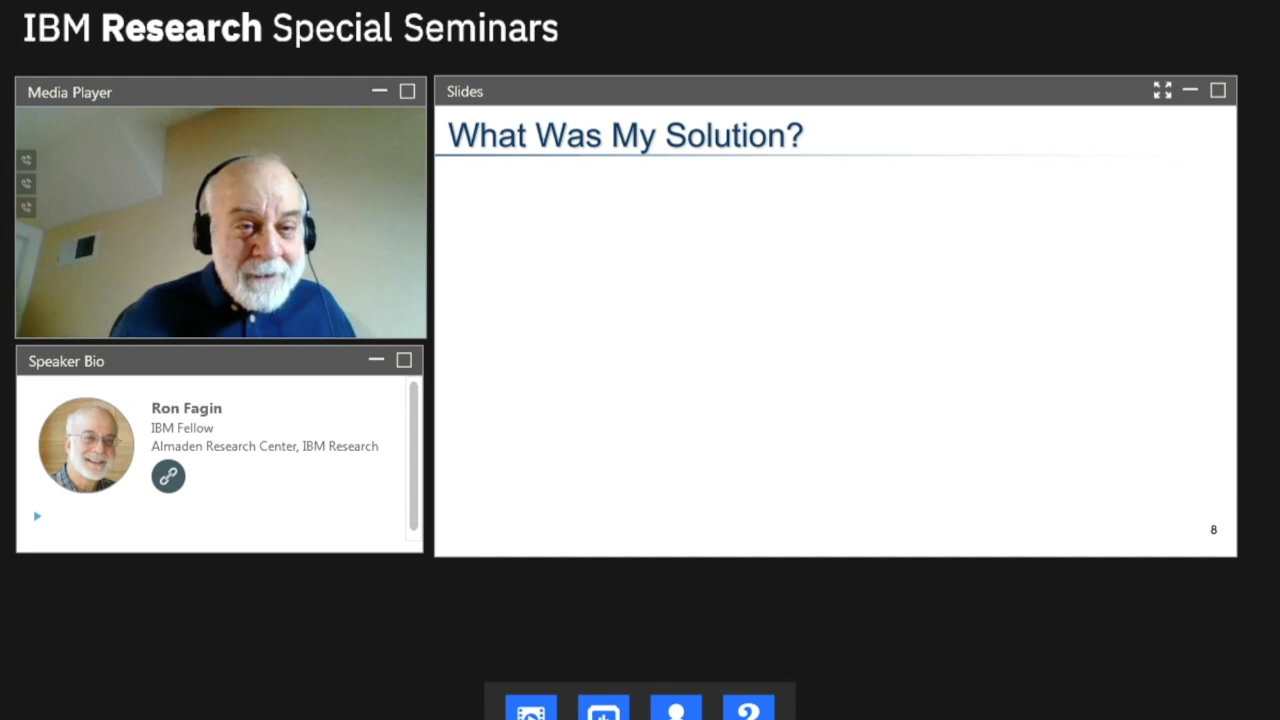 IBM Research Special Seminars
Media Player
Slides
What Was My Solution?
8
Speaker Bio
Ron Fagin
IBM Fellow
Almaden Research Center, IBM Research
?